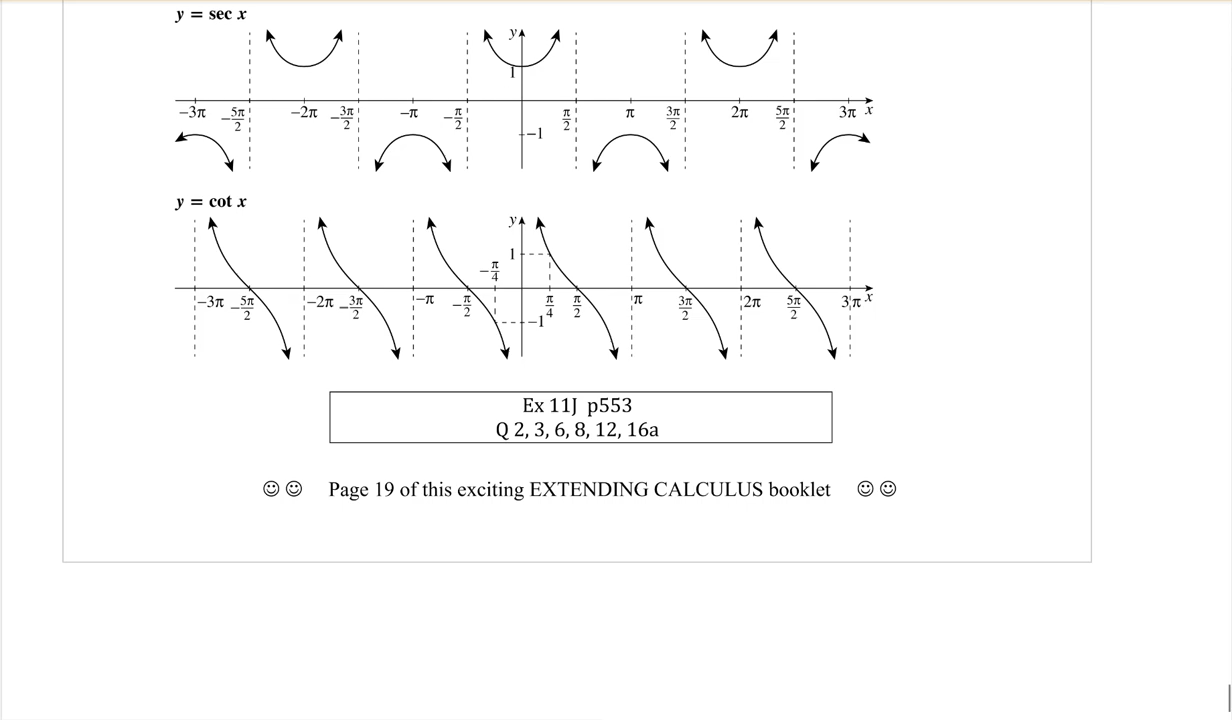 y = sec x
y
1
−3π −5π/2 −2π −3π/2 −π −π/2 π/2 π 3π/2 2π 5π/2 3π x
−1
y = cot x
y
1
−π/4
−3π −5π/2 −2π −3π/2 −π −π/2 π/4 π/2 π 3π/2 2π 5π/2 3π x
−1
Ex 11J p553
Q 2, 3, 6, 8, 12, 16a
☺☺ Page 19 of this exciting EXTENDING CALCULUS booklet ☺☺